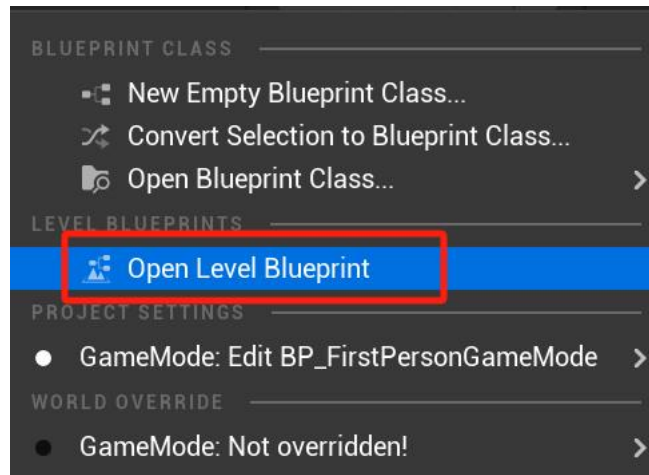 BLUEPRINT CLASS
New Empty Blueprint Class...
Convert Selection to Blueprint Class...
Open Blueprint Class...
LEVEL BLUEPRINTS
Open Level Blueprint
PROJECT SETTINGS
GameMode: Edit BP_FirstPersonGameMode
WORLD OVERRIDE
GameMode: Not overridden!